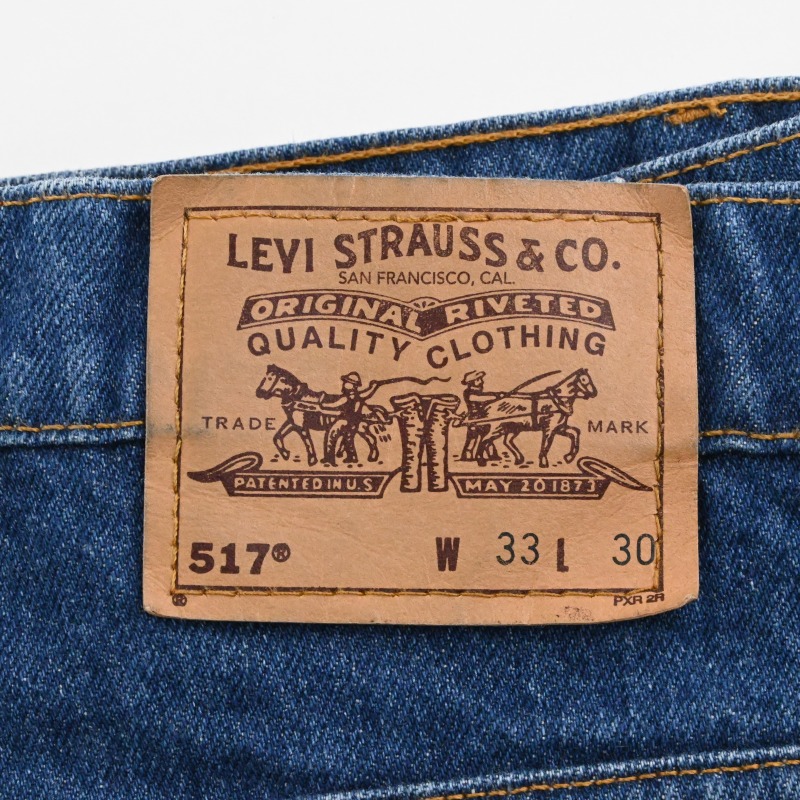 LEVI STRAUSS & CO.
SAN FRANCISCO, CAL.
ORIGINAL RIVETED
QUALITY CLOTHING
TRADE MARK
PATENTED IN U.S MAY 20 1873
517® W 33 L 30
® PXR 2R